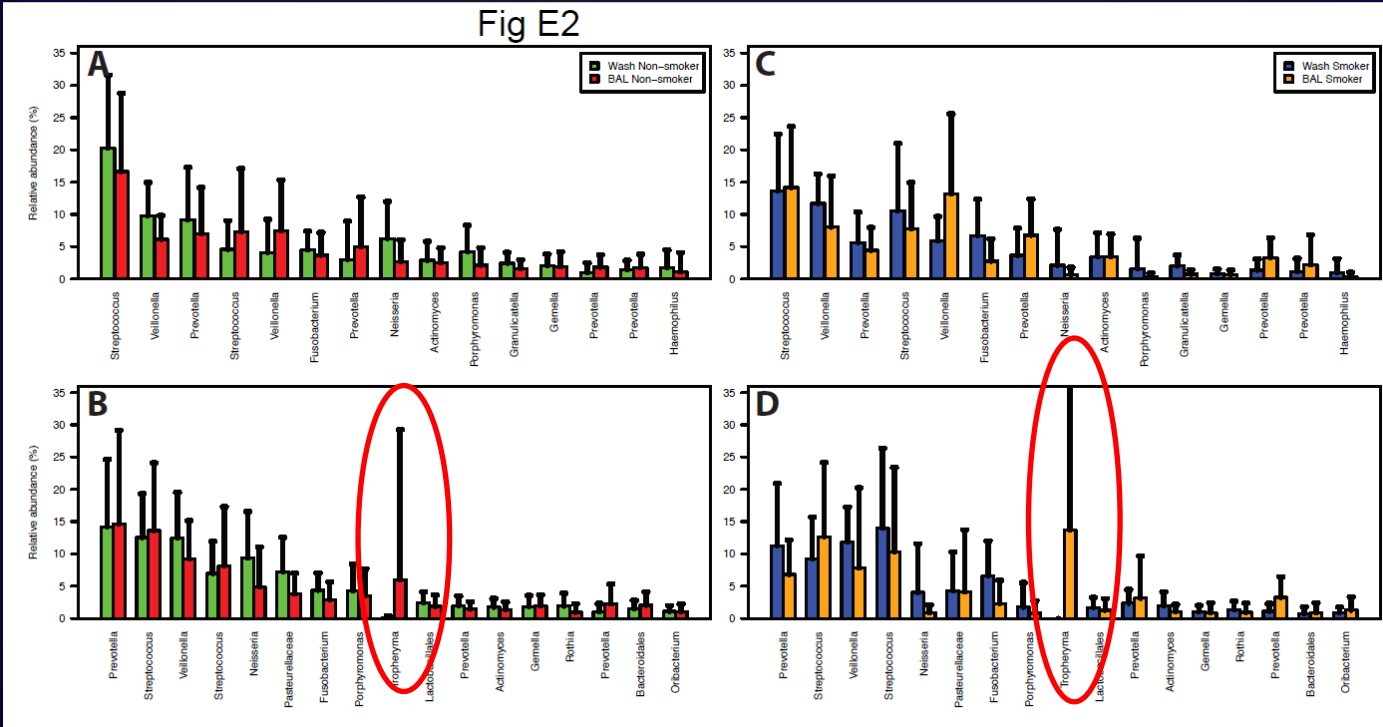 Fig E2
A
Relative abundance (%)
35
30
25
20
15
10
5
0
Wash Non−smoker
BAL Non−smoker
Streptococcus
Veillonella
Prevotella
Streptococcus
Veillonella
Fusobacterium
Prevotella
Neisseria
Actinomyces
Porphyromonas
Granulicatella
Gemella
Prevotella
Prevotella
Haemophilus
C
35
30
25
20
15
10
5
0
Wash Smoker
BAL Smoker
Streptococcus
Veillonella
Prevotella
Streptococcus
Veillonella
Fusobacterium
Prevotella
Neisseria
Actinomyces
Porphyromonas
Granulicatella
Gemella
Prevotella
Prevotella
Haemophilus
B
Relative abundance (%)
35
30
25
20
15
10
5
0
Prevotella
Streptococcus
Veillonella
Streptococcus
Neisseria
Pasteurellaceae
Fusobacterium
Porphyromonas
Tropheryma
Lactobacillales
Prevotella
Actinomyces
Gemella
Rothia
Prevotella
Bacteroidales
Oribacterium
D
35
30
25
20
15
10
5
0
Prevotella
Streptococcus
Veillonella
Streptococcus
Neisseria
Pasteurellaceae
Fusobacterium
Porphyromonas
Tropheryma
Lactobacillales
Prevotella
Actinomyces
Gemella
Rothia
Prevotella
Bacteroidales
Oribacterium